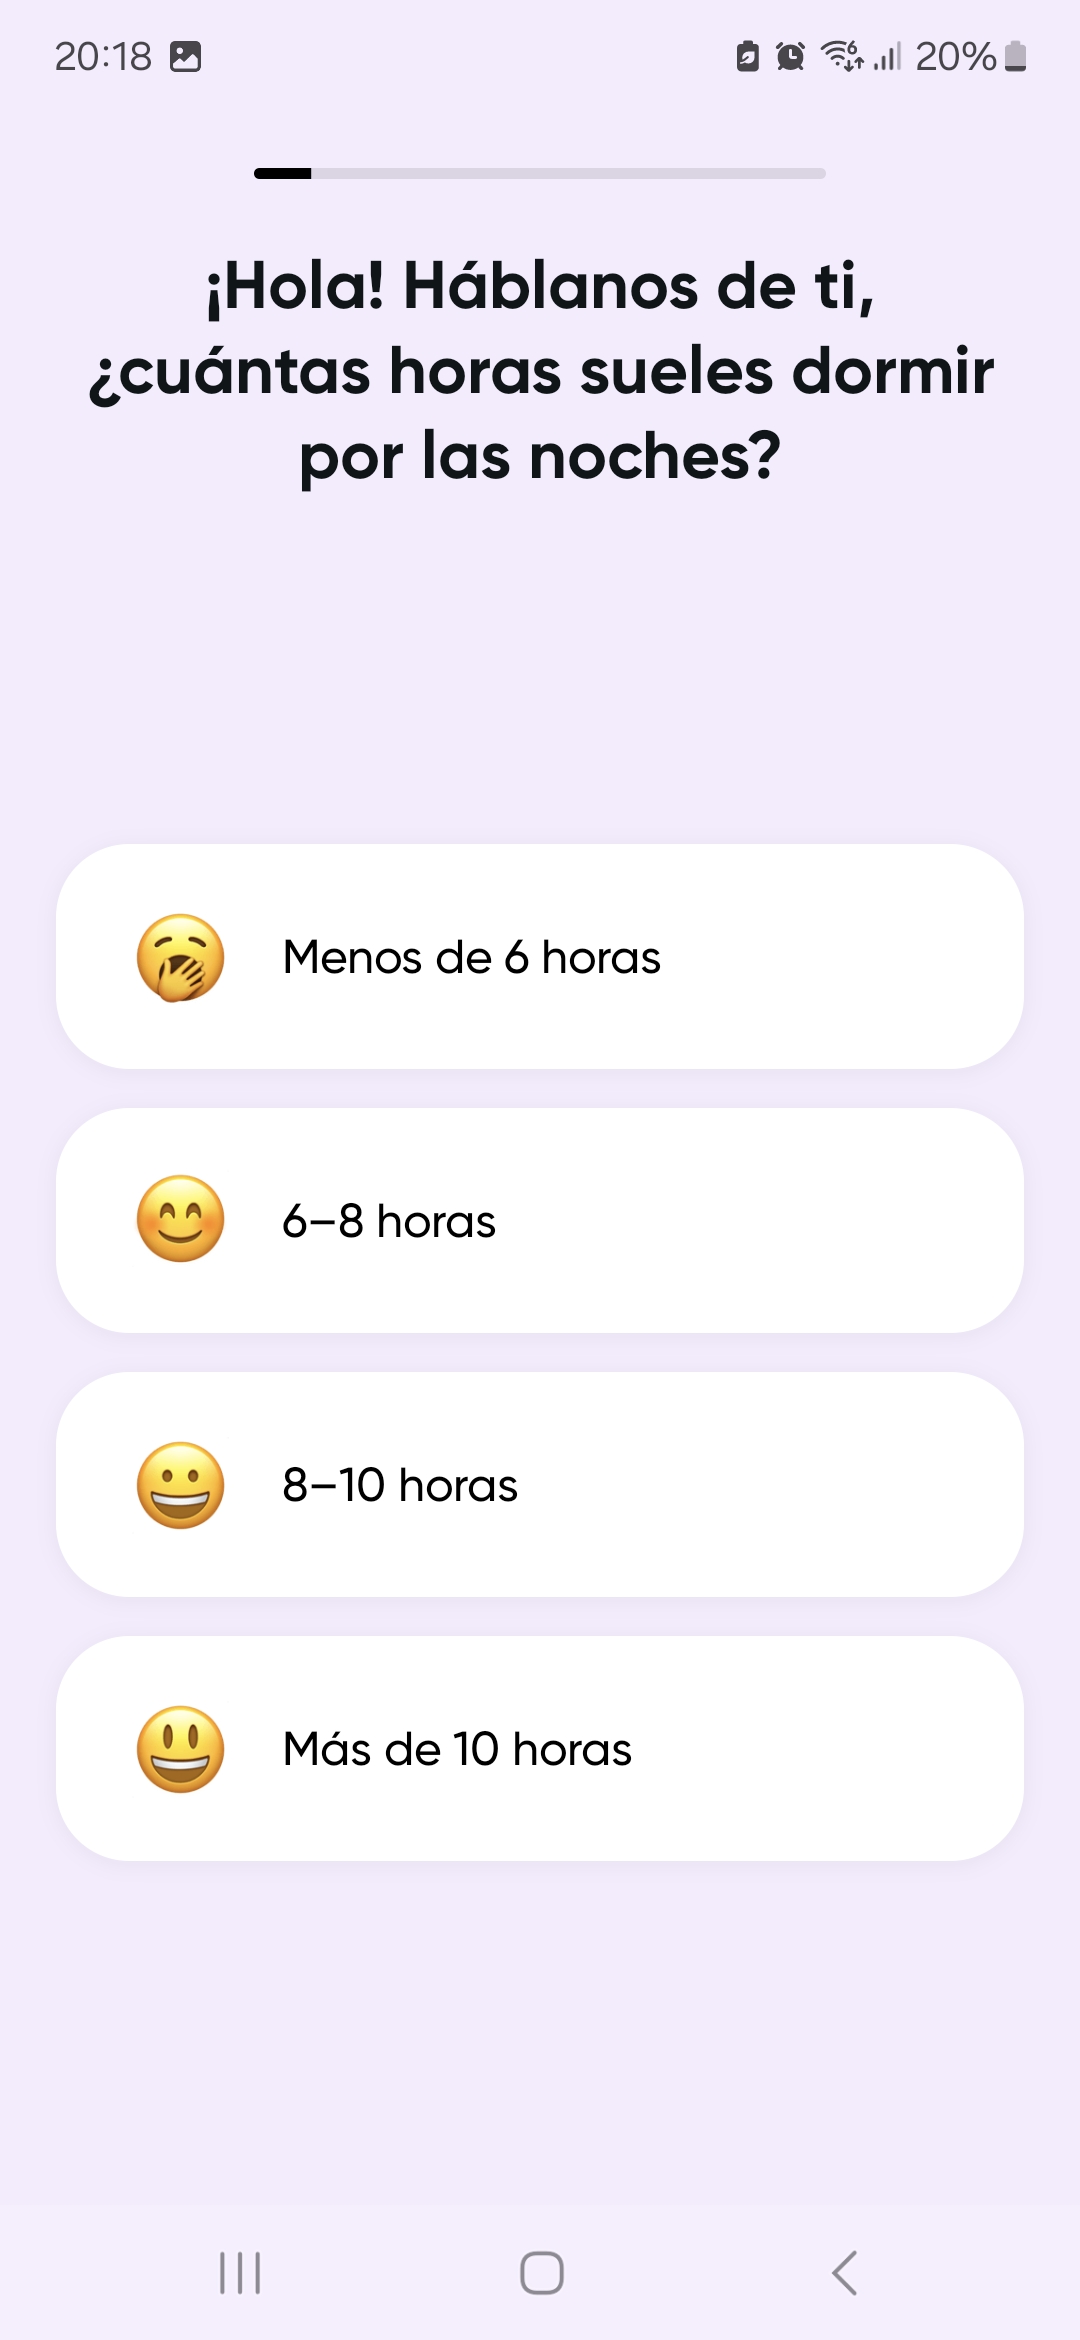 20:18
20%
¡Hola! Háblanos de ti,
¿cuántas horas sueles dormir
por las noches?
Menos de 6 horas
6–8 horas
8–10 horas
Más de 10 horas